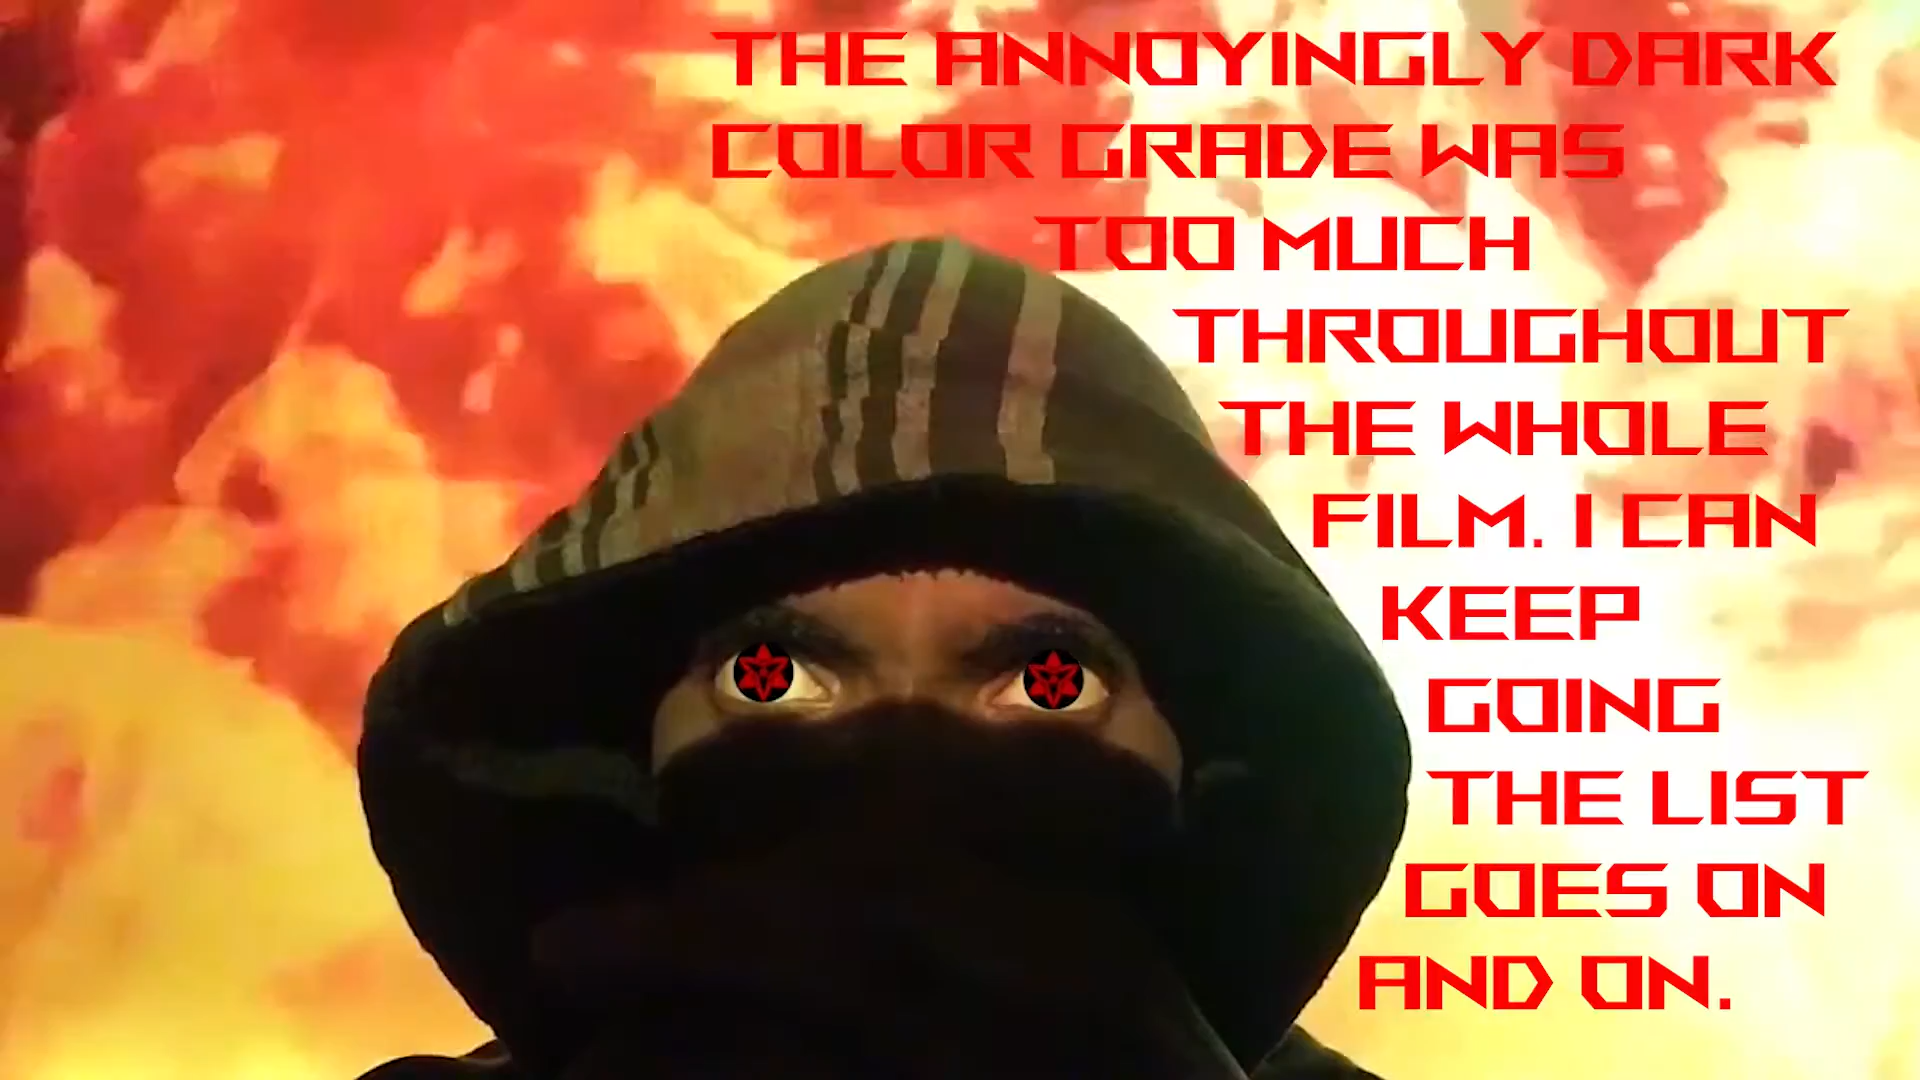 THE ANNOYINGLY DARK
COLOR GRADE WAS
TOO MUCH
THROUGHOUT
THE WHOLE
FILM. I CAN
KEEP
GOING
THE LIST
GOES ON
AND ON.